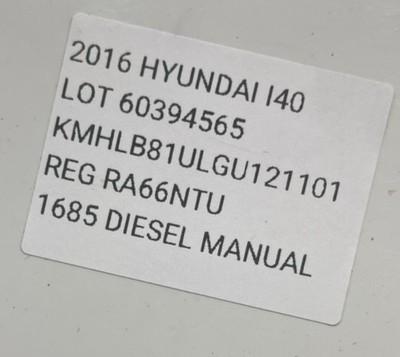 2016 HYUNDAI I40
LOT 60394565
KMHLB81ULGU121101
REG RA66NTU
1685 DIESEL MANUAL